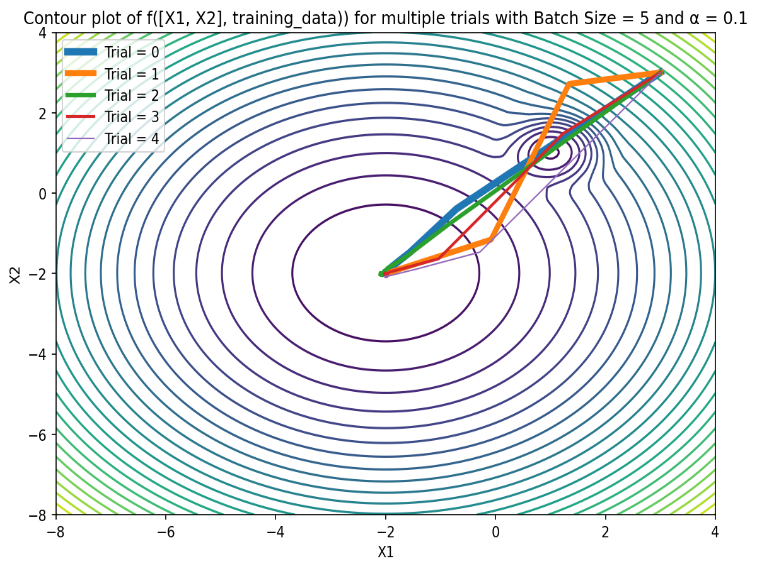 Contour plot of f([X1, X2], training_data)) for multiple trials with Batch Size = 5 and α = 0.1
Trial = 0
Trial = 1
Trial = 2
Trial = 3
Trial = 4
4
2
0
−2
−4
−6
−8
X2
−8 −6 −4 −2 0 2 4
X1